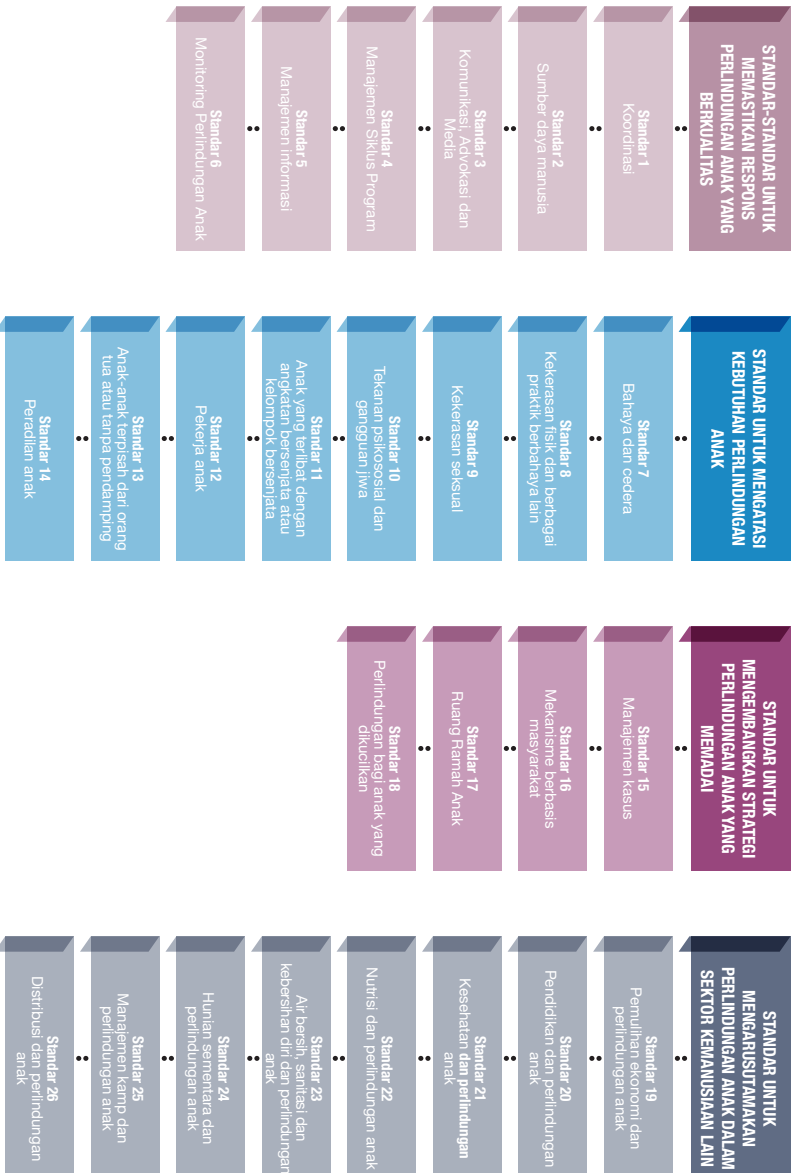 STANDAR-STANDAR UNTUK
MEMASTIKAN RESPONS
PERLINDUNGAN ANAK YANG
BERKUALITAS
Standar 1
Koordinasi
Standar 2
Sumber daya manusia
Standar 3
Komunikasi, Advokasi dan
Media
Standar 4
Manajemen Siklus Program
Standar 5
Manajemen informasi
Standar 6
Monitoring Perlindungan Anak
STANDAR UNTUK MENGATASI
KEBUTUHAN PERLINDUNGAN
ANAK
Standar 7
Bahaya dan cedera
Standar 8
Kekerasan fisik dan berbagai
praktik berbahaya lain
Standar 9
Kekerasan seksual
Standar 10
Tekanan psikososial dan
gangguan jiwa
Standar 11
Anak yang terlibat dengan
angkatan bersenjata atau
kelompok bersenjata
Standar 12
Pekerja anak
Standar 13
Anak-anak terpisah dari orang
tua atau tanpa pendamping
Standar 14
Peradilan anak
STANDAR UNTUK
MENGEMBANGKAN STRATEGI
PERLINDUNGAN ANAK YANG
MEMADAI
Standar 15
Manajemen kasus
Standar 16
Mekanisme berbasis
masyarakat
Standar 17
Ruang Ramah Anak
Standar 18
Perlindungan bagi anak yang
dikucilkan
STANDAR UNTUK
MENGARUSUTAMAKAN
PERLINDUNGAN ANAK DALAM
SEKTOR KEMANUSIAAN LAIN
Standar 19
Pemulihan ekonomi dan
perlindungan anak
Standar 20
Pendidikan dan perlindungan
anak
Standar 21
Kesehatan dan perlindungan
anak
Standar 22
Nutrisi dan perlindungan anak
Standar 23
Air bersih, sanitasi dan
kebersihan diri dan perlindungan
anak
Standar 24
Hunian sementara dan
perlindungan anak
Standar 25
Manajemen kamp dan
perlindungan anak
Standar 26
Distribusi dan perlindungan
anak